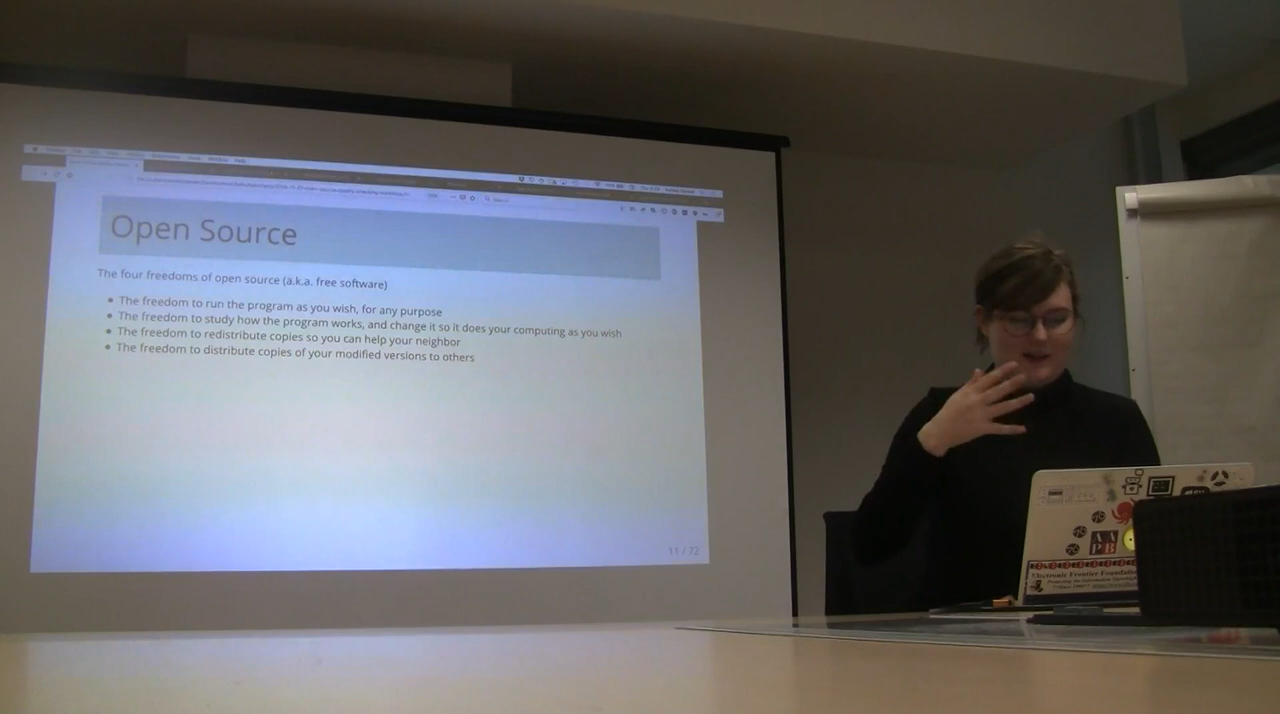 Open Source
The four freedoms of open source (a.k.a. free software)
The freedom to run the program as you wish, for any purpose
The freedom to study how the program works, and change it so it does your computing as you wish
The freedom to redistribute copies so you can help your neighbor
The freedom to distribute copies of your modified versions to others
11 / 72
A A
P B
Electronic Frontier Foundation